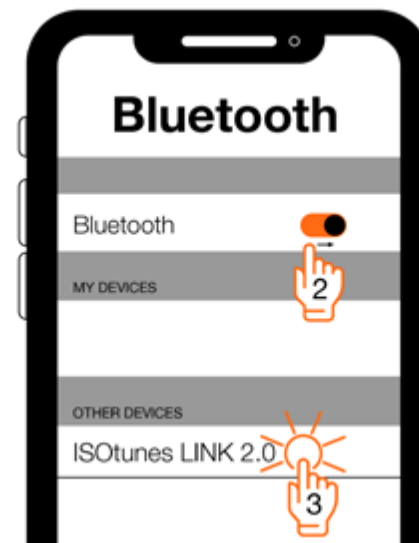 Bluetooth
Bluetooth
2
MY DEVICES
OTHER DEVICES
ISOtunes LINK 2.0
3